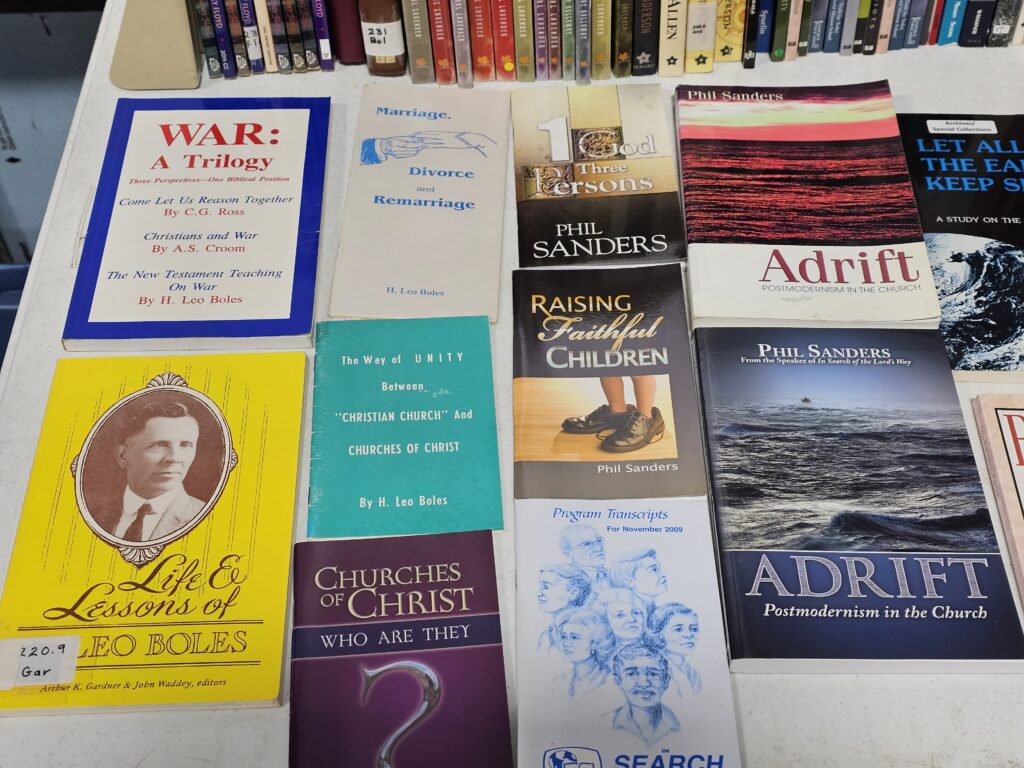 FLOYD
231
Bol
ALLEN
Spurlin
WAR:
A Trilogy
Three Perspectives—One Biblical Position
Come Let Us Reason Together
By C.G. Ross
Christians and War
By A.S. Croom
The New Testament Teaching
On War
By H. Leo Boles
Marriage,
Divorce
and
Remarriage
H. Leo Boles
1 God
Three
Persons
PHIL
SANDERS
Phil Sanders
Adrift
POSTMODERNISM IN THE CHURCH
Archives/
Special Collections
LET ALL
THE EA
KEEP S
A STUDY ON THE
Life &
Lessons of
LEO BOLES
220.9
Gar
Arthur K. Gardner & John Waddey, editors
The Way of UNITY
Between
"CHRISTIAN CHURCH" And
CHURCHES OF CHRIST
By H. Leo Boles
RAISING
Faithful
CHILDREN
Phil Sanders
PHIL SANDERS
From the Speaker of In Search of the Lord's Way
ADRIFT
Postmodernism in the Church
CHURCHES
OF CHRIST
WHO ARE THEY
?
Program Transcripts
For November 2009
IN
SEARCH